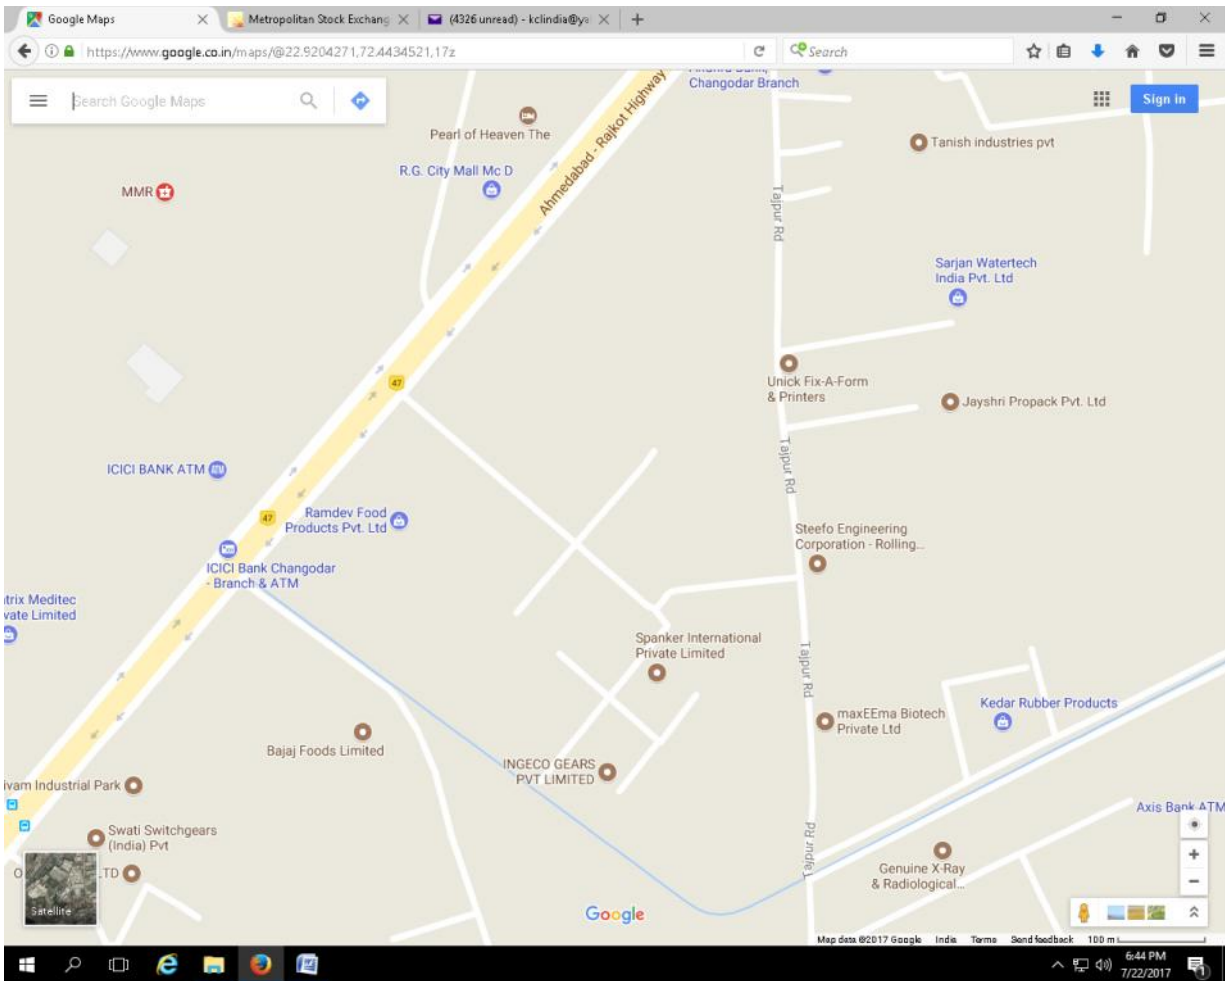 Google Maps
Metropolitan Stock Exchang
(4326 unread) - kclindia@ya
https://www.google.co.in/maps/@22.9204271,72.4434521,17z
Search
Search Google Maps
Sign in
Changodar Branch
Pearl of Heaven The
Ahmedabad - Rajkot Highway
Tanish industries pvt
R.G. City Mall Mc D
MMR
Tajpur Rd
Sarjan Watertech
India Pvt. Ltd
47
Unick Fix-A-Form
& Printers
Jayshri Propack Pvt. Ltd
ICICI BANK ATM
Tajpur Rd
47
Ramdev Food
Products Pvt. Ltd
Steefo Engineering
Corporation - Rolling...
ICICI Bank Changodar
- Branch & ATM
trix Meditec
vate Limited
Spanker International
Private Limited
Tajpur Rd
Kedar Rubber Products
maxEEma Biotech
Private Ltd
Bajaj Foods Limited
INGECO GEARS
PVT LIMITED
ivam Industrial Park
Axis Bank ATM
Swati Switchgears
(India) Pvt
Tajpur Rd
Genuine X-Ray
& Radiological...
O
LTD
Satellite
Google
Map data ©2017 Google India Terms Send feedback 100 m
6:44 PM
7/22/2017
1